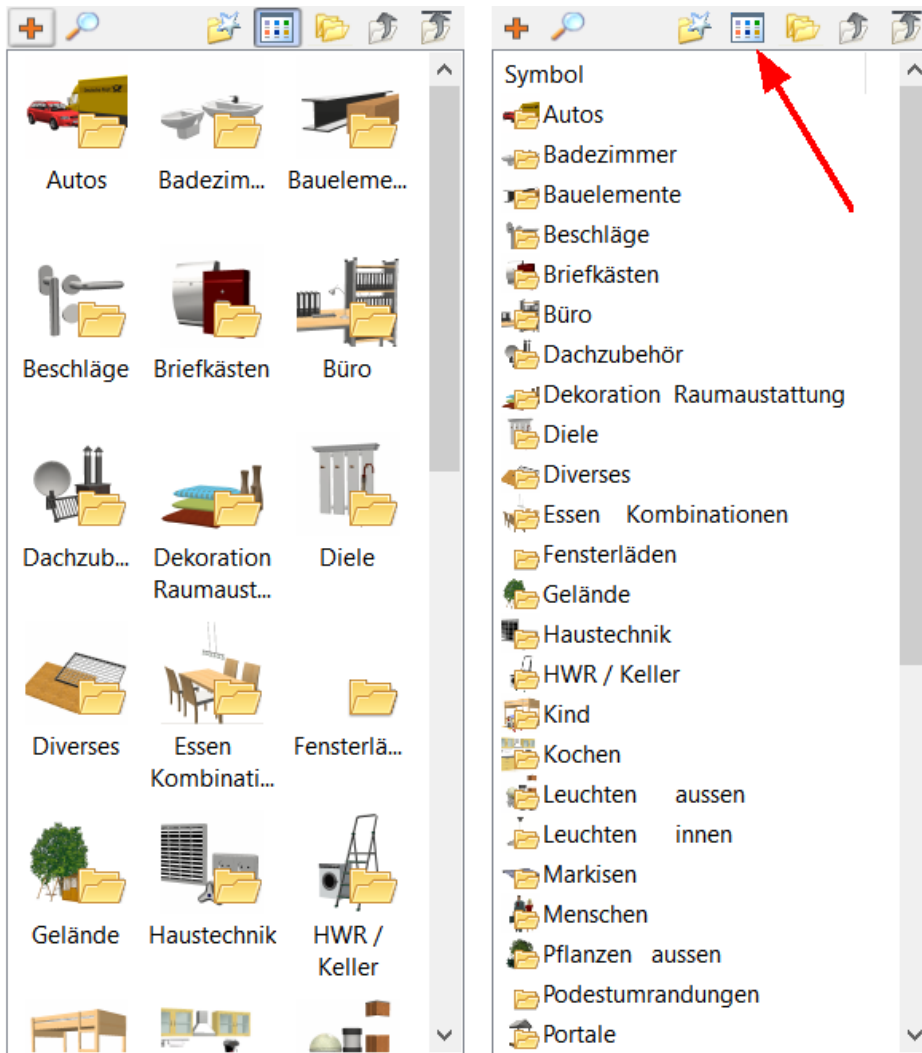 Autos
Badezim...
Baueleme...
Beschläge
Briefkästen
Büro
Dachzub...
Dekoration
Raumaust...
Diele
Diverses
Essen
Kombinati...
Fensterlä...
Gelände
Haustechnik
HWR /
Keller
Symbol
Autos
Badezimmer
Bauelemente
Beschläge
Briefkästen
Büro
Dachzubehör
Dekoration Raumaustattung
Diele
Diverses
Essen Kombinationen
Fensterläden
Gelände
Haustechnik
HWR / Keller
Kind
Kochen
Leuchten aussen
Leuchten innen
Markisen
Menschen
Pflanzen aussen
Podestumrandungen
Portale